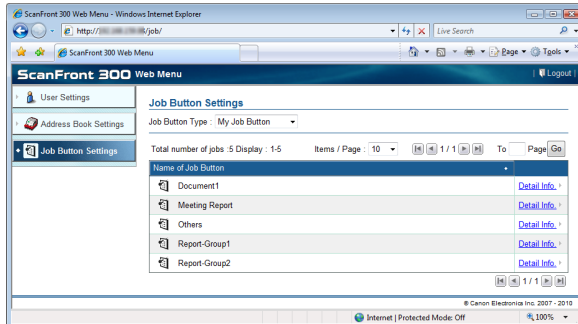 ScanFront 300 Web Menu - Windows Internet Explorer
http:// /job/
Live Search
ScanFront 300 Web Menu
Page Tools
ScanFront 300 Web Menu Logout
User Settings
Address Book Settings
Job Button Settings
Job Button Settings
Job Button Type : My Job Button
Total number of jobs :5 Display : 1-5 Items / Page : 10 1 / 1 To Page Go
Name of Job Button
Document1 Detail Info.
Meeting Report Detail Info.
Others Detail Info.
Report-Group1 Detail Info.
Report-Group2 Detail Info.
1 / 1
© Canon Electronics Inc. 2007 - 2010
Internet | Protected Mode: Off 100%